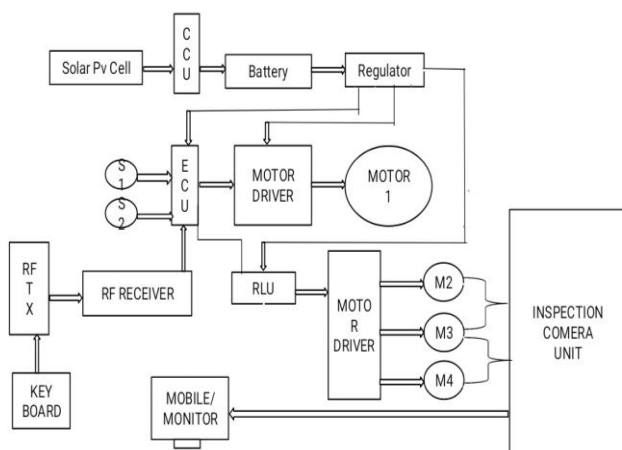 C
C
U
Solar Pv Cell
Battery
Regulator
S
1
S
2
E
C
U
MOTOR
DRIVER
MOTOR
1
RF
T
X
RF RECEIVER
RLU
MOTO
R
DRIVER
M2
M3
M4
INSPECTION
COMERA
UNIT
KEY
BOARD
MOBILE/
MONITOR